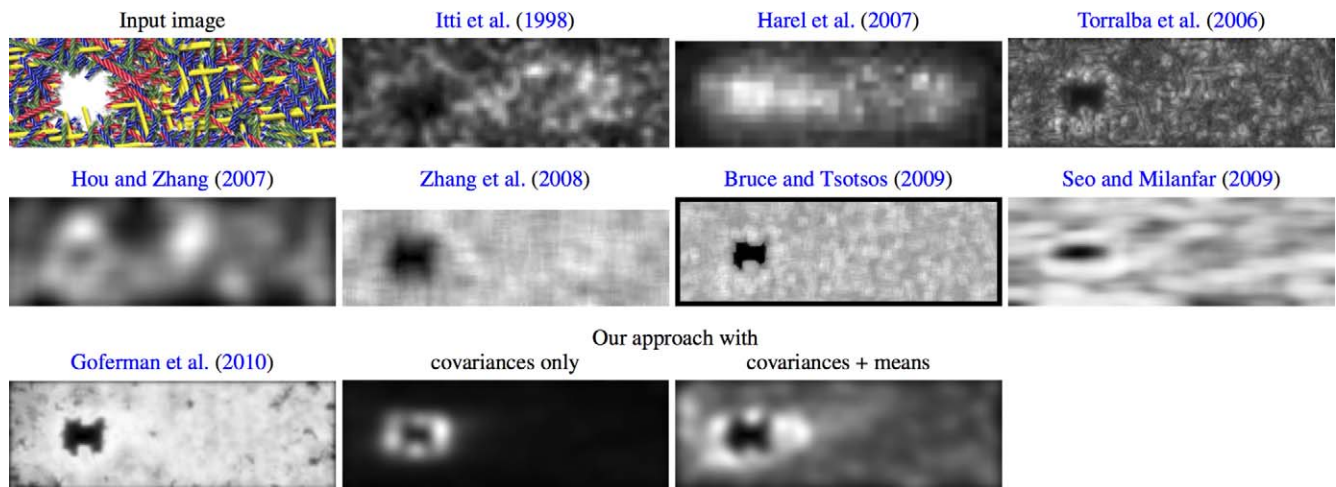 Input image
Itti et al. (1998)
Harel et al. (2007)
Torralba et al. (2006)
Hou and Zhang (2007)
Zhang et al. (2008)
Bruce and Tsotsos (2009)
Seo and Milanfar (2009)
Our approach with
Goferman et al. (2010)
covariances only
covariances + means